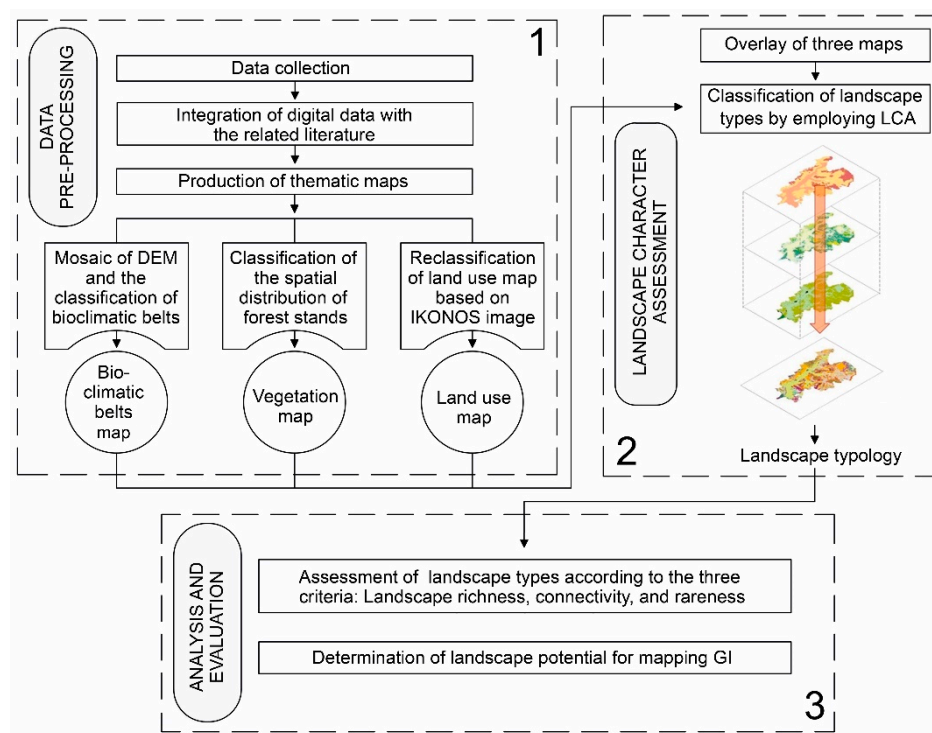 1
DATA
PRE-PROCESSING
Data collection
Integration of digital data with
the related literature
Production of thematic maps
Mosaic of DEM and the
classification of
bioclimatic belts
Classification of
the spatial
distribution of
forest stands
Reclassification
of land use map
based on
IKONOS image
Bio-
climatic
belts
map
Vegetation
map
Land use
map
2
LANDSCAPE CHARACTER
ASSESSMENT
Overlay of three maps
Classification of landscape
types by employing LCA
Landscape typology
3
ANALYSIS AND
EVALUATION
Assessment of landscape types according to the three
criteria: Landscape richness, connectivity, and rareness
Determination of landscape potential for mapping GI